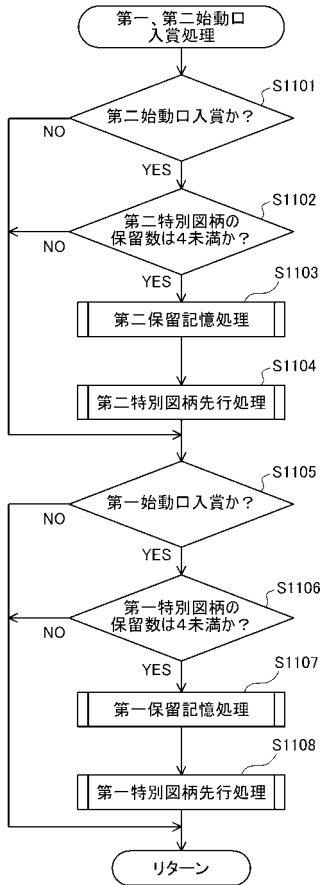 第一、第二始動口
入賞処理
S1101
第二始動口入賞か？
NO
YES
S1102
第二特別図柄の
保留数は4未満か？
NO
YES
S1103
第二保留記憶処理
S1104
第二特別図柄先行処理
S1105
第一始動口入賞か？
NO
YES
S1106
第一特別図柄の
保留数は4未満か？
NO
YES
S1107
第一保留記憶処理
S1108
第一特別図柄先行処理
リターン